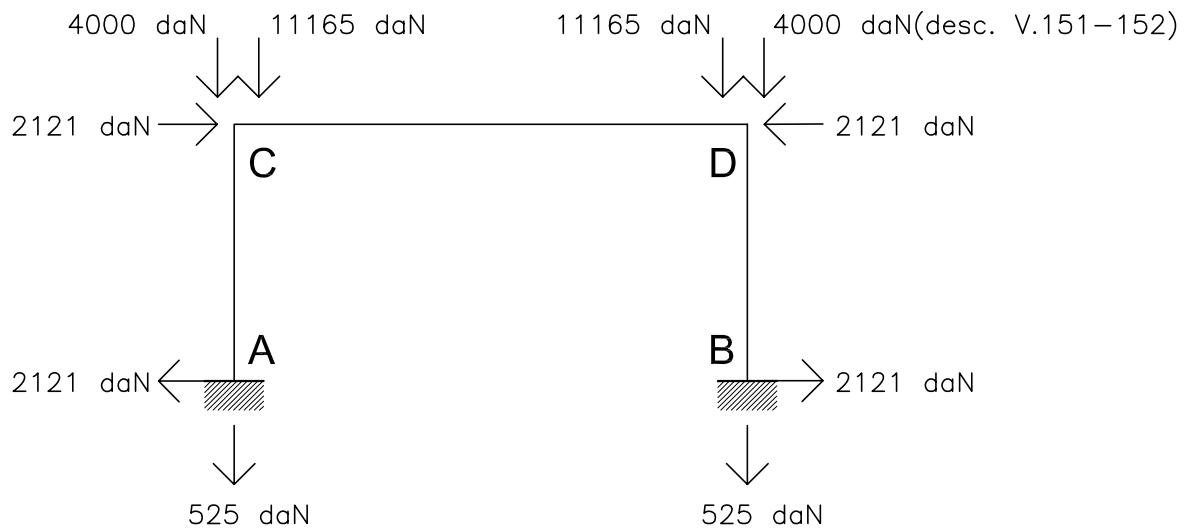 4000 daN 11165 daN 11165 daN 4000 daN(desc. V.151-152)
2121 daN 2121 daN
C D
A B
2121 daN 2121 daN
525 daN 525 daN